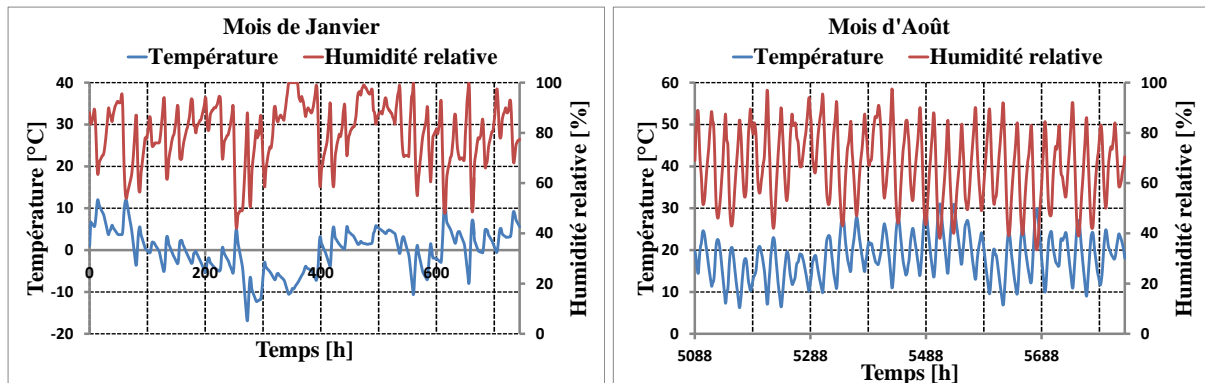 Mois de Janvier
Température Humidité relative
40
30
20
10
0
-10
-20
100
80
60
40
20
0
0 200 400 600
Température [°C]
Humidité relative [%]
Temps [h]
Mois d'Août
Température Humidité relative
60
50
40
30
20
10
0
100
80
60
40
20
0
5088 5288 5488 5688
Température [°C]
Humidité relative [%]
Temps [h]